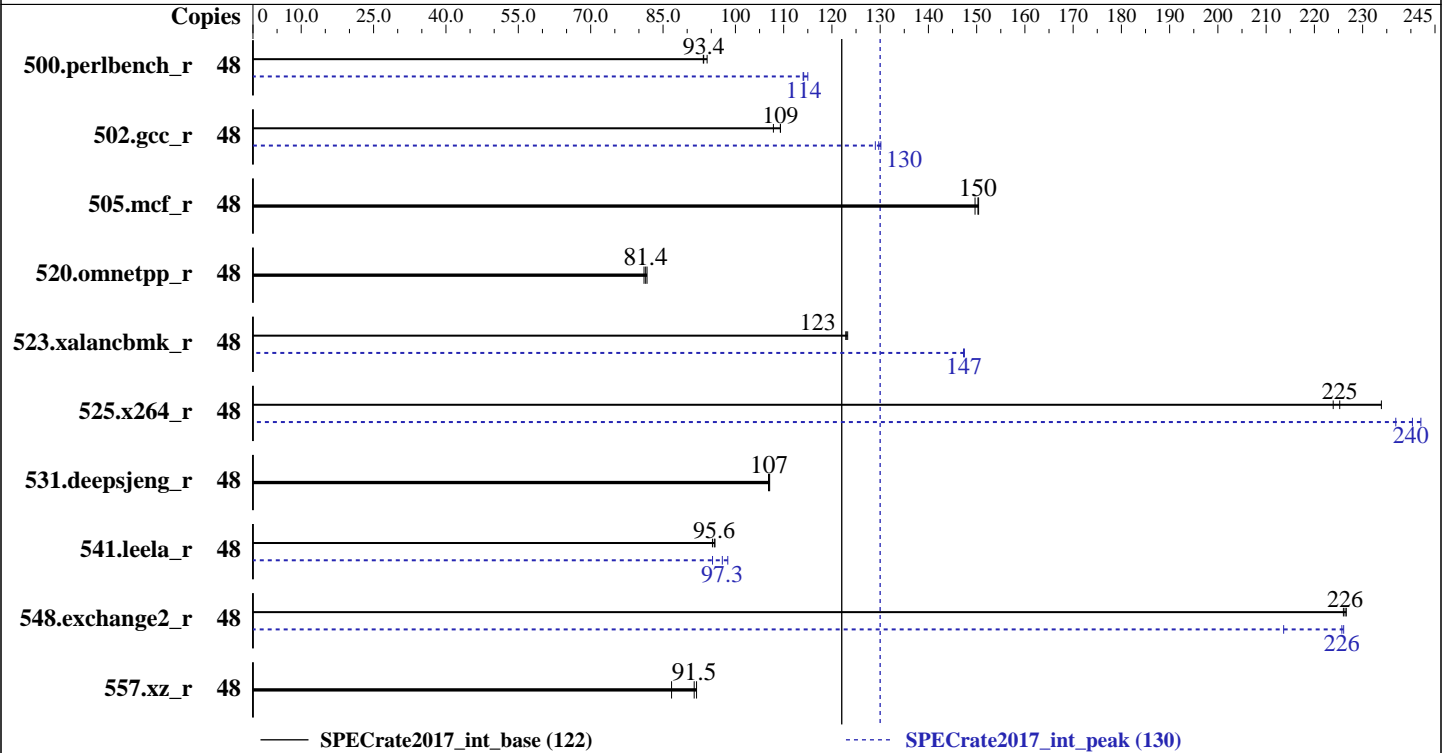 Copies 0 10.0 25.0 40.0 55.0 70.0 85.0 100 110 120 130 140 150 160 170 180 190 200 210 220 230 245
93.4
500.perlbench_r 48
114
109
502.gcc_r 48
130
150
505.mcf_r 48
81.4
520.omnetpp_r 48
123
523.xalancbmk_r 48
147
225
525.x264_r 48
240
107
531.deepsjeng_r 48
95.6
541.leela_r 48
97.3
226
548.exchange2_r 48
226
91.5
557.xz_r 48
SPECrate2017_int_base (122) SPECrate2017_int_peak (130)